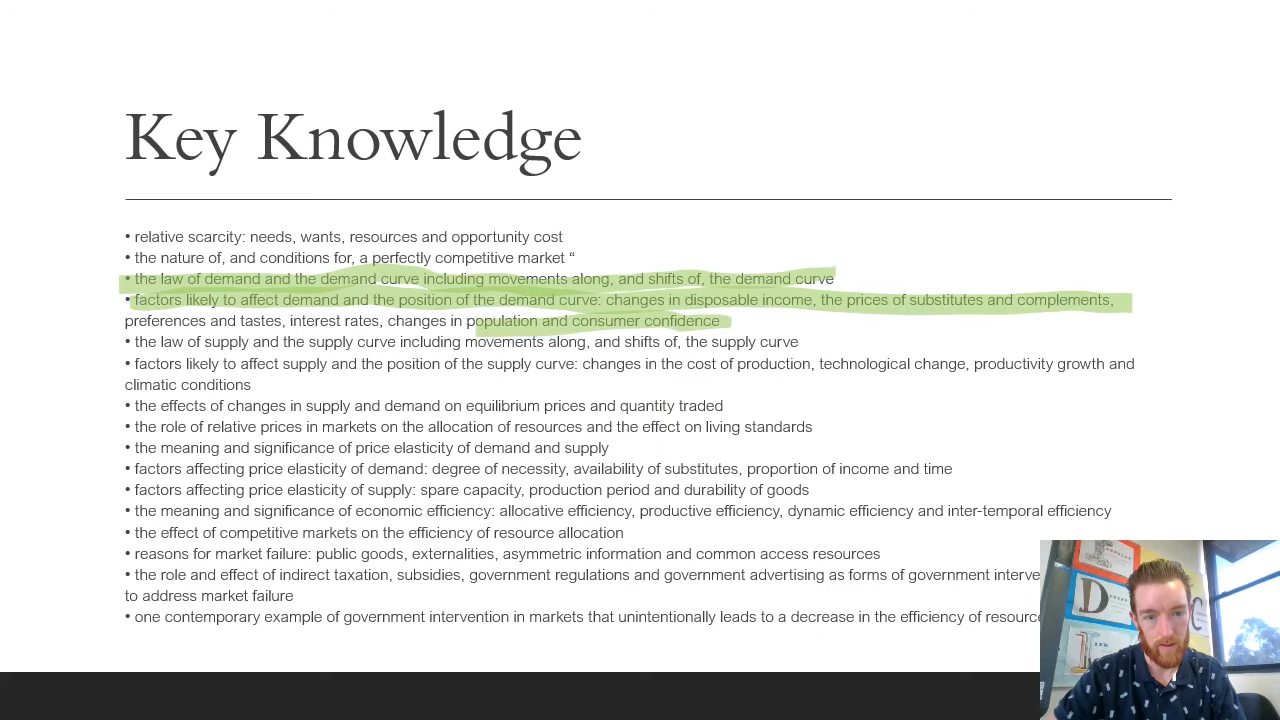 Key Knowledge
• relative scarcity: needs, wants, resources and opportunity cost
• the nature of, and conditions for, a perfectly competitive market “
• the law of demand and the demand curve including movements along, and shifts of, the demand curve
• factors likely to affect demand and the position of the demand curve: changes in disposable income, the prices of substitutes and complements,
preferences and tastes, interest rates, changes in population and consumer confidence
• the law of supply and the supply curve including movements along, and shifts of, the supply curve
• factors likely to affect supply and the position of the supply curve: changes in the cost of production, technological change, productivity growth and
climatic conditions
• the effects of changes in supply and demand on equilibrium prices and quantity traded
• the role of relative prices in markets on the allocation of resources and the effect on living standards
• the meaning and significance of price elasticity of demand and supply
• factors affecting price elasticity of demand: degree of necessity, availability of substitutes, proportion of income and time
• factors affecting price elasticity of supply: spare capacity, production period and durability of goods
• the meaning and significance of economic efficiency: allocative efficiency, productive efficiency, dynamic efficiency and inter-temporal efficiency
• the effect of competitive markets on the efficiency of resource allocation
• reasons for market failure: public goods, externalities, asymmetric information and common access resources
• the role and effect of indirect taxation, subsidies, government regulations and government advertising as forms of government interve
to address market failure
• one contemporary example of government intervention in markets that unintentionally leads to a decrease in the efficiency of resource